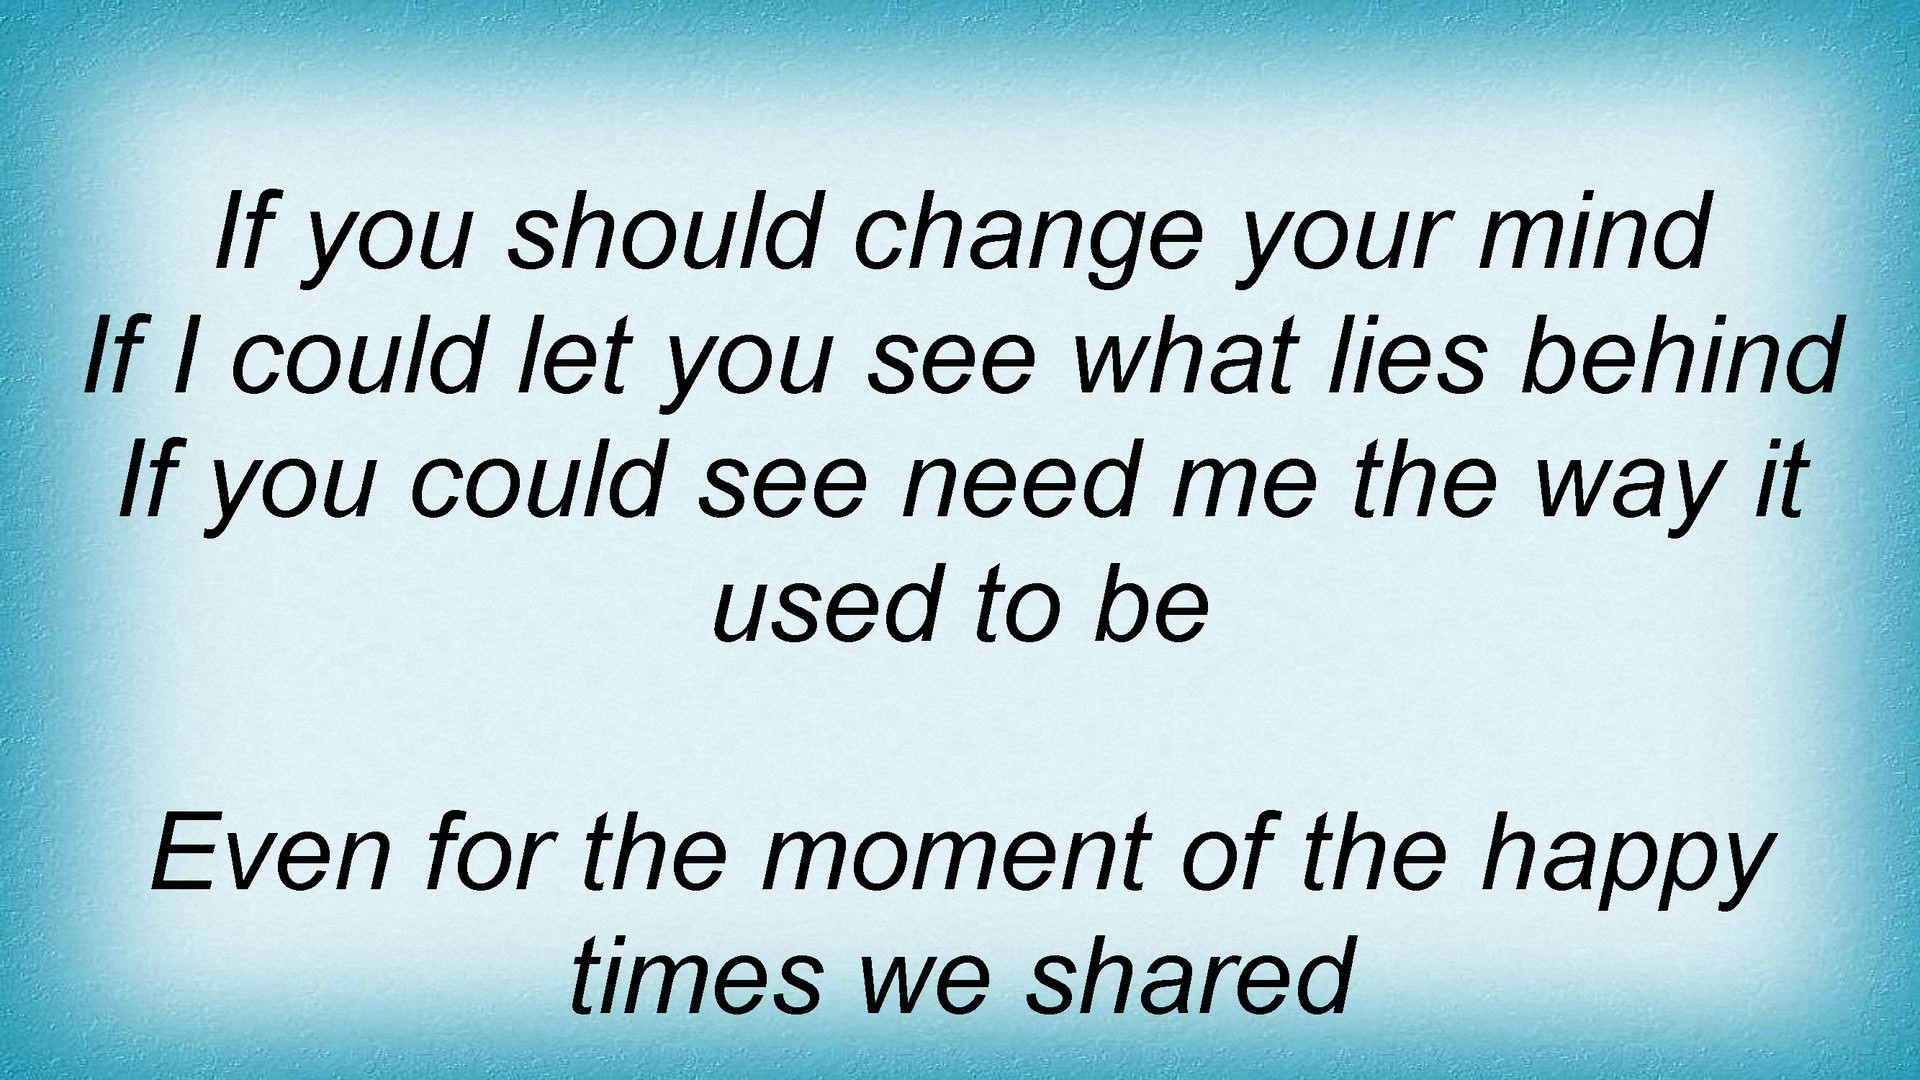 If you should change your mind
If I could let you see what lies behind
If you could see need me the way it
used to be
Even for the moment of the happy
times we shared